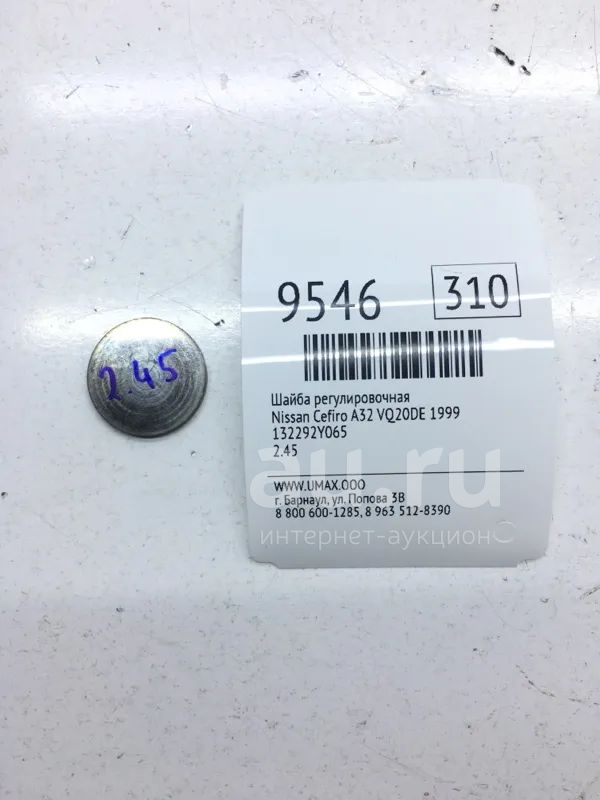 2.45
9546 310
Шайба регулировочная
Nissan Cefiro A32 VQ20DE 1999
132292Y065
2.45
WWW.UMAX.OOO
г. Барнаул, ул. Попова 3В
8 800 600-1285, 8 963 512-8390
au.ru
интернет-аукцион